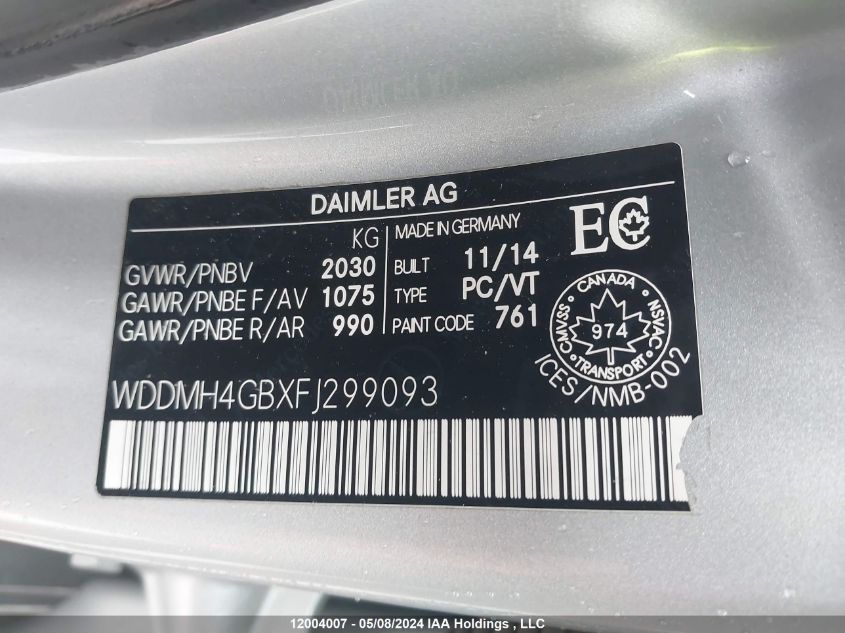 DAIMLER AG
KG
GVWR/PNBV 2030
GAWR/PNBE F/AV 1075
GAWR/PNBE R/AR 990
MADE IN GERMANY
BUILT 11/14
TYPE PC/VT
PAINT CODE 761
EC
CANADA
CMVSS 974 NSVAC
TRANSPORT
ICES/NMB-002
WDDMH4GBXFJ299093
12004007 - 05/08/2024 IAA Holdings , LLC